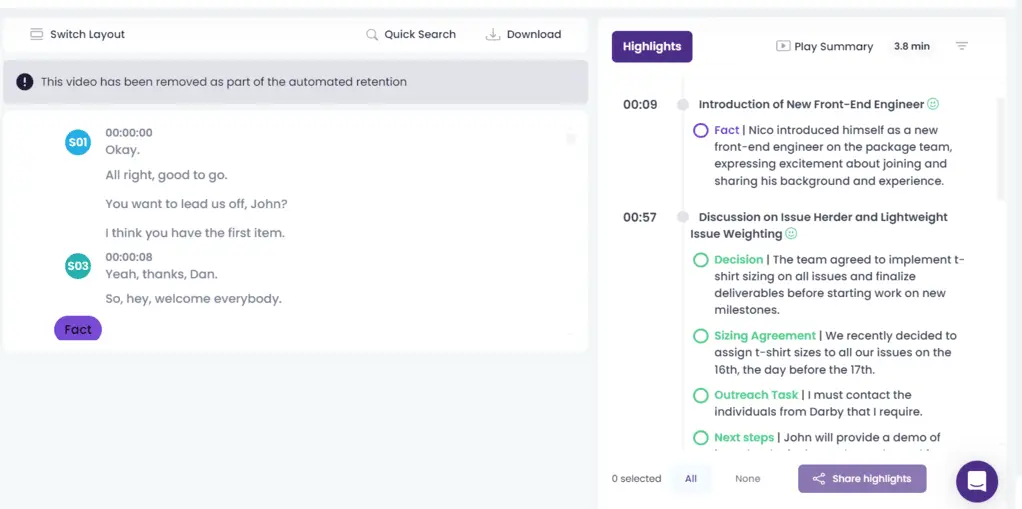 Switch Layout
Quick Search
Download
This video has been removed as part of the automated retention
S01
00:00:00
Okay.
All right, good to go.
You want to lead us off, John?
I think you have the first item.
S03
00:00:08
Yeah, thanks, Dan.
So, hey, welcome everybody.
Fact
Highlights
Play Summary
3.8 min
00:09
Introduction of New Front-End Engineer
Fact | Nico introduced himself as a new
front-end engineer on the package team,
expressing excitement about joining and
sharing his background and experience.
00:57
Discussion on Issue Herder and Lightweight
Issue Weighting
Decision | The team agreed to implement t-
shirt sizing on all issues and finalize
deliverables before starting work on new
milestones.
Sizing Agreement | We recently decided to
assign t-shirt sizes to all our issues on the
16th, the day before the 17th.
Outreach Task | I must contact the
individuals from Darby that I require.
Next steps | John will provide a demo of
0 selected
All
None
Share highlights